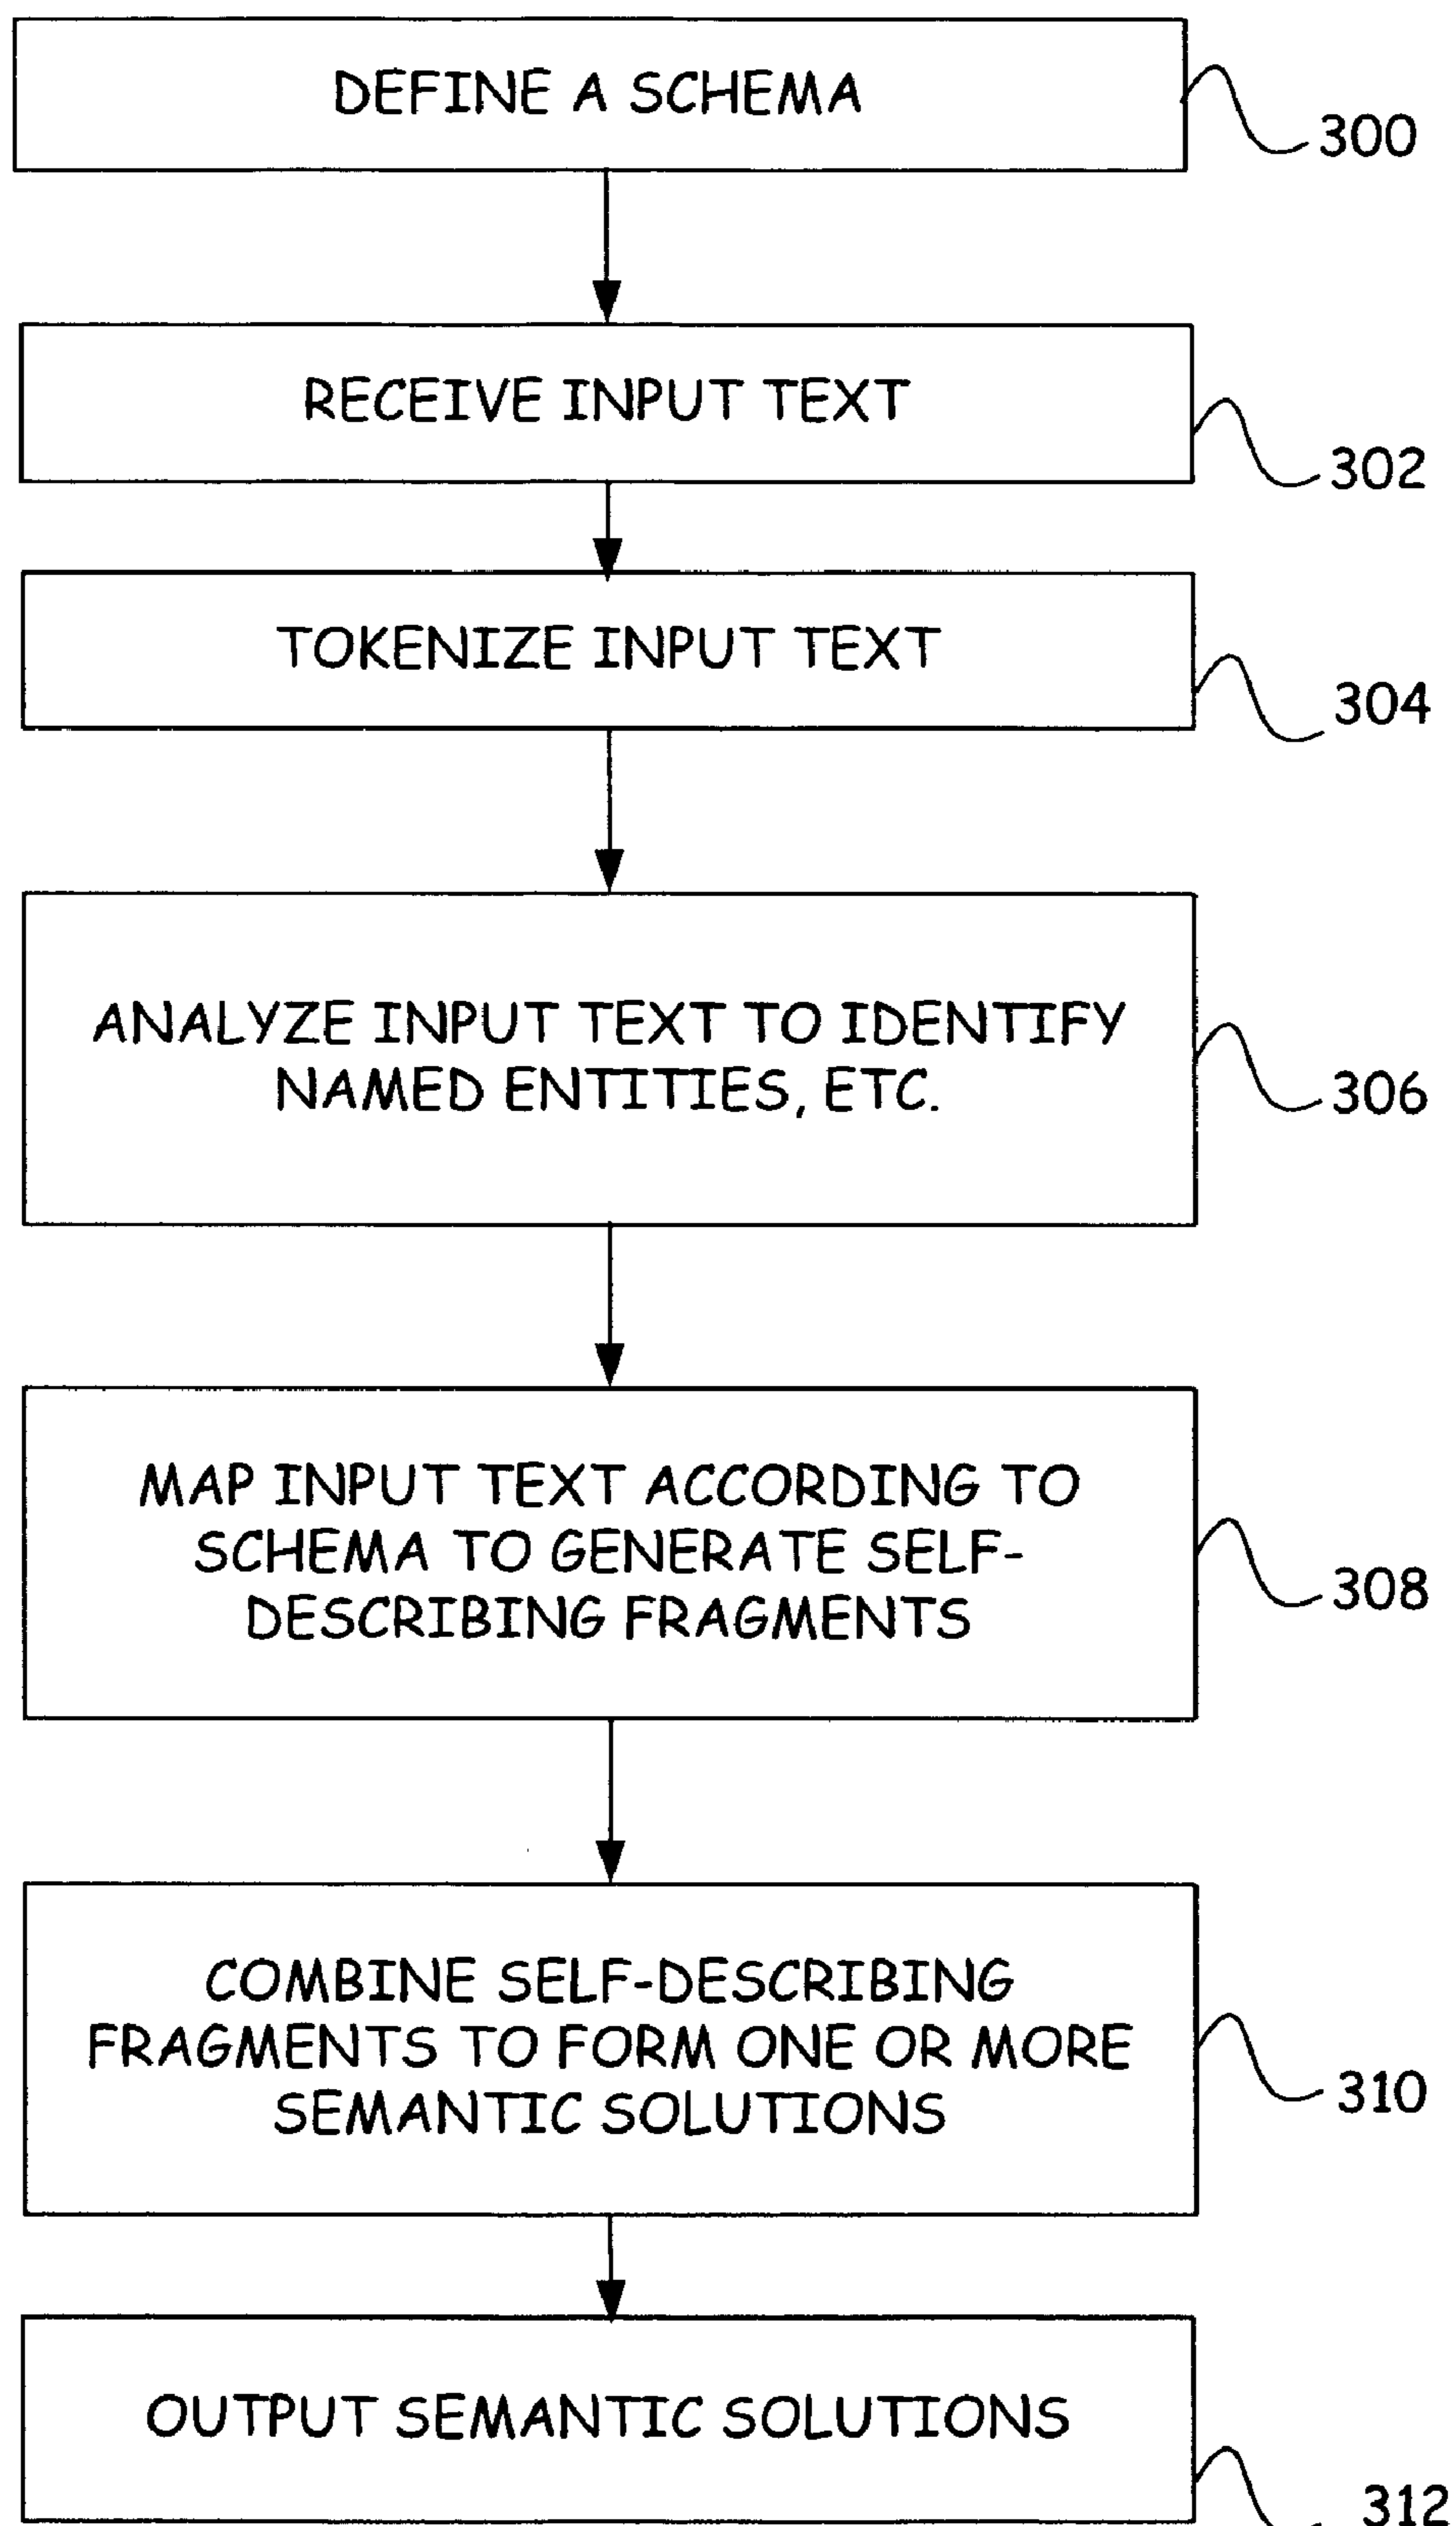 DEFINE A SCHEMA
300
RECEIVE INPUT TEXT
302
TOKENIZE INPUT TEXT
304
ANALYZE INPUT TEXT TO IDENTIFY
NAMED ENTITIES, ETC.
306
MAP INPUT TEXT ACCORDING TO
SCHEMA TO GENERATE SELF-
DESCRIBING FRAGMENTS
308
COMBINE SELF-DESCRIBING
FRAGMENTS TO FORM ONE OR MORE
SEMANTIC SOLUTIONS
310
OUTPUT SEMANTIC SOLUTIONS
312